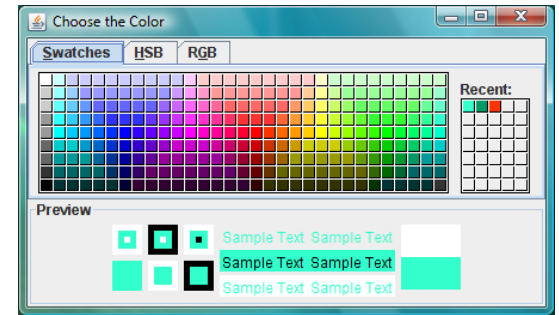 Choose the Color
Swatches HSB RGB
Recent:
Preview
Sample Text Sample Text
Sample Text Sample Text
Sample Text Sample Text